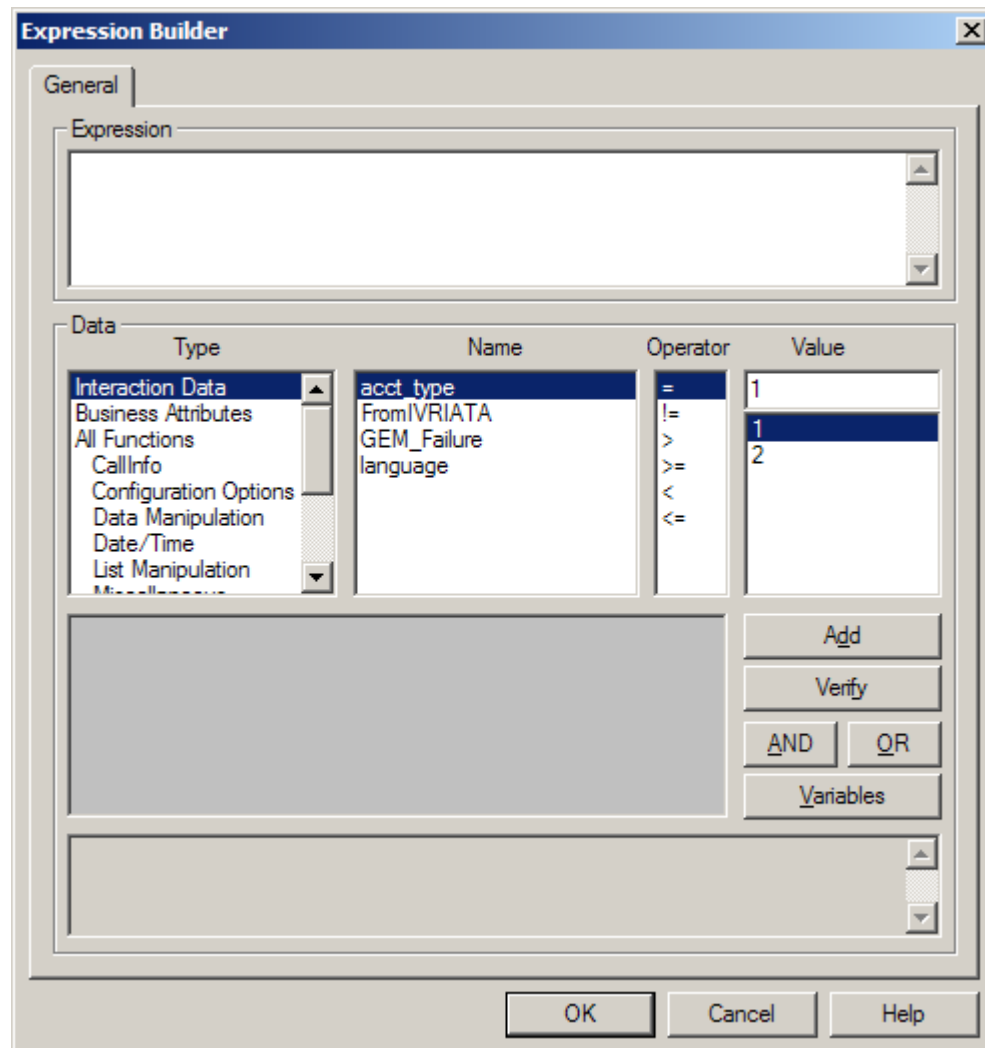 Expression Builder
General
Expression
Data
Type Name Operator Value
Interaction Data
Business Attributes
All Functions
CallInfo
Configuration Options
Data Manipulation
Date/Time
List Manipulation
Miscellaneous
acct_type
FromIVRIATA
GEM_Failure
language
=
!=
>
>=
<
<=
1
1
2
Add
Verify
AND OR
Variables
OK Cancel Help